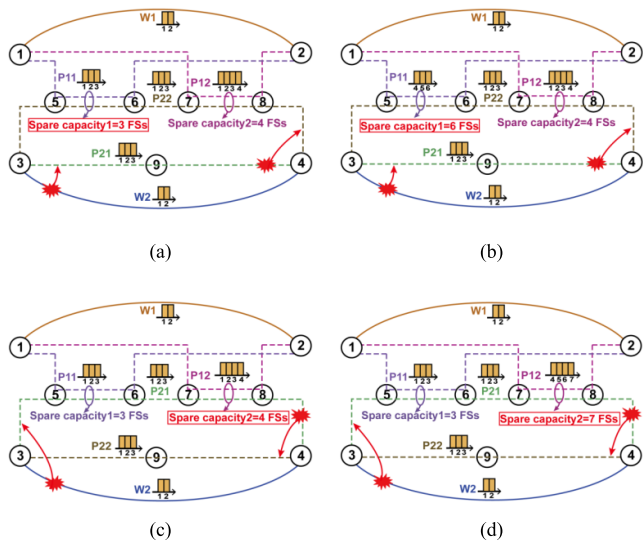 W1
1 2
1
2
P11
1 2 3
1 2 3
P12
1 2 3 4
5
6
P22
7
8
Spare capacity1=3 FSs
Spare capacity2=4 FSs
3
P21
1 2 3
9
4
W2
1 2
(a)
W1
1 2
1
2
P11
4 5 6
1 2 3
P12
1 2 3 4
5
6
P22
7
8
Spare capacity1=6 FSs
Spare capacity2=4 FSs
3
P21
1 2 3
9
4
W2
1 2
(b)
W1
1 2
1
2
P11
1 2 3
1 2 3
P12
1 2 3 4
5
6
P21
7
8
Spare capacity1=3 FSs
Spare capacity2=4 FSs
3
P22
1 2 3
9
4
W2
1 2
(c)
W1
1 2
1
2
P11
1 2 3
1 2 3
P12
4 5 6 7
5
6
P21
7
8
Spare capacity1=3 FSs
Spare capacity2=7 FSs
3
P22
1 2 3
9
4
W2
1 2
(d)